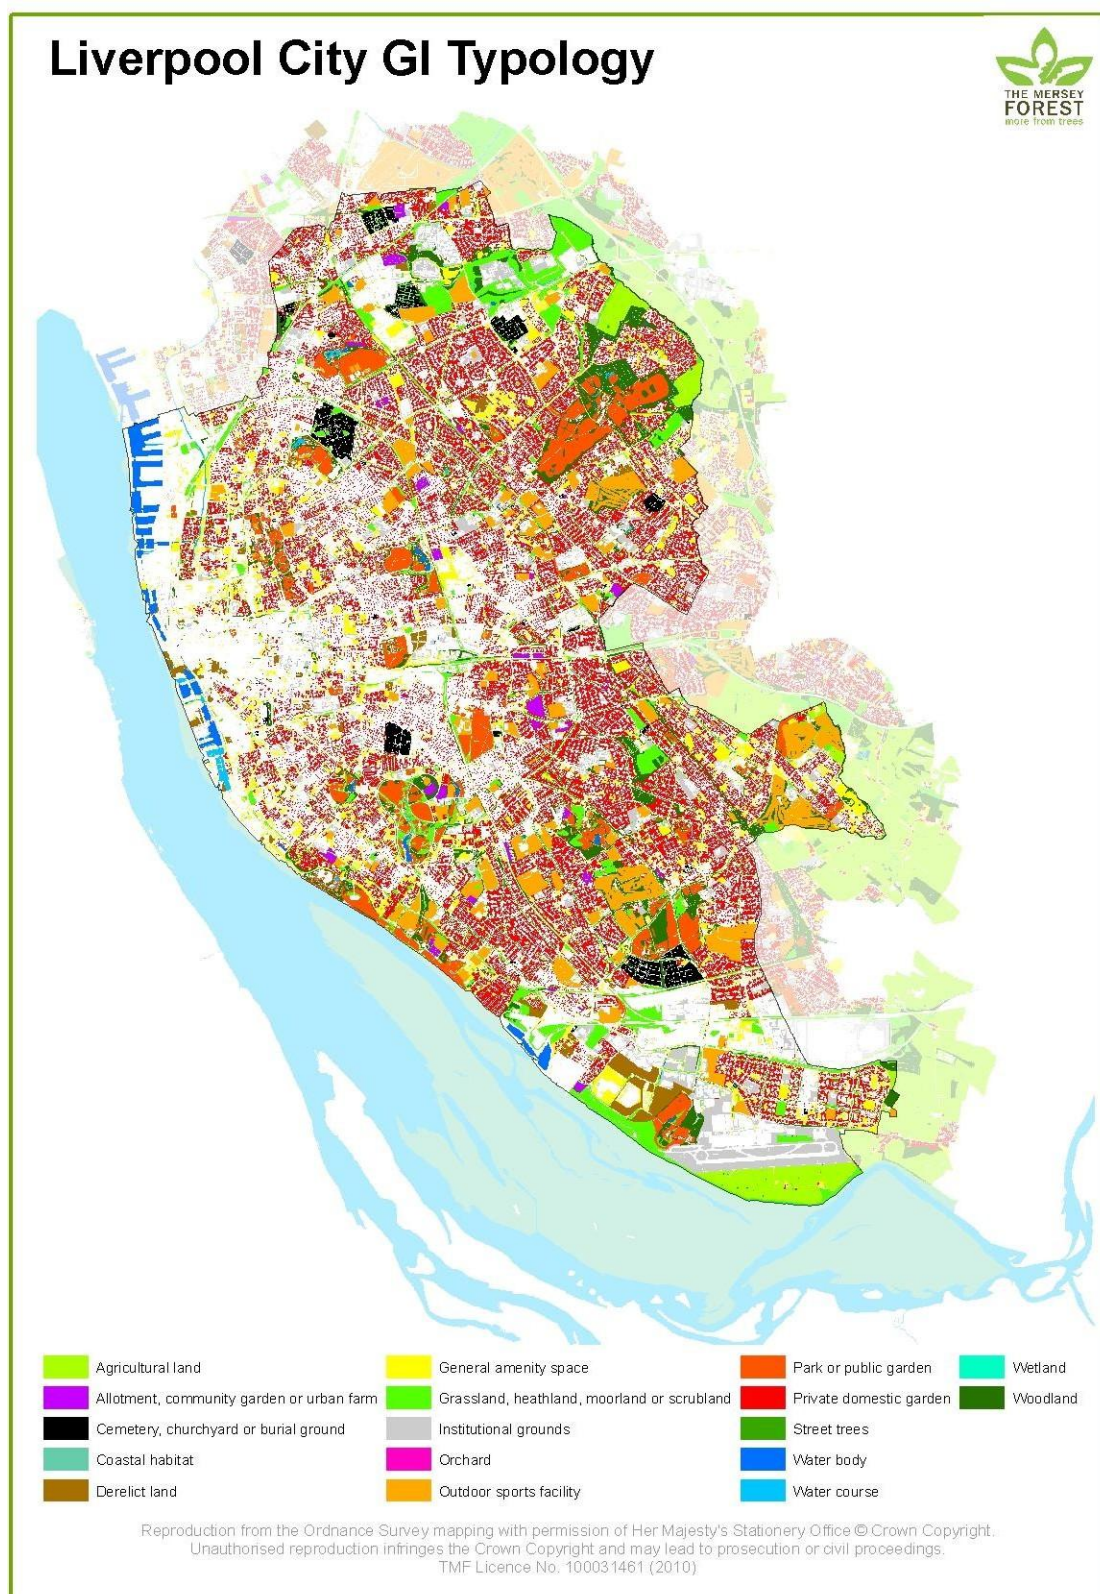 Liverpool City GI Typology
THE MERSEY
FOREST
more from trees
Agricultural land
Allotment, community garden or urban farm
Cemetery, churchyard or burial ground
Coastal habitat
Derelict land
General amenity space
Grassland, heathland, moorland or scrubland
Institutional grounds
Orchard
Outdoor sports facility
Park or public garden
Private domestic garden
Street trees
Water body
Water course
Wetland
Woodland
Reproduction from the Ordnance Survey mapping with permission of Her Majesty's Stationery Office © Crown Copyright.
Unauthorised reproduction infringes the Crown Copyright and may lead to prosecution or civil proceedings.
TMF Licence No. 100031461 (2010)